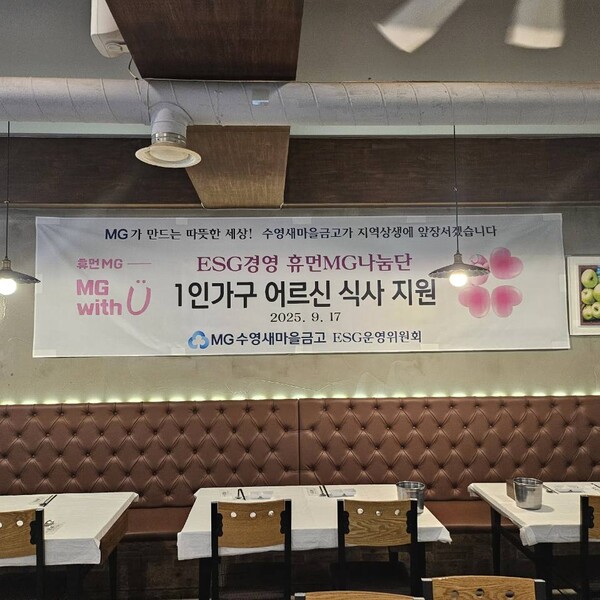 MG가 만드는 따뜻한 세상! 수영새마을금고가 지역상생에 앞장서겠습니다
휴먼MG
MG
with U
ESG경영 휴먼MG나눔단
1인가구 어르신 식사 지원
2025. 9. 17
MG수영새마을금고 ESG운영위원회